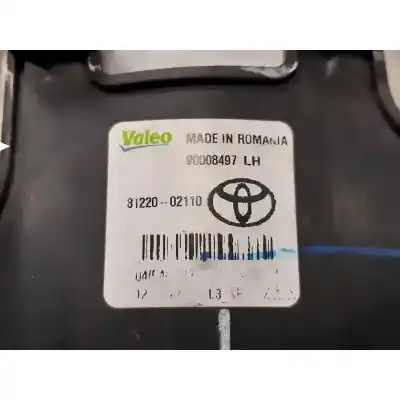 Valeo MADE IN ROMANIA
90008497 LH
81220-02110